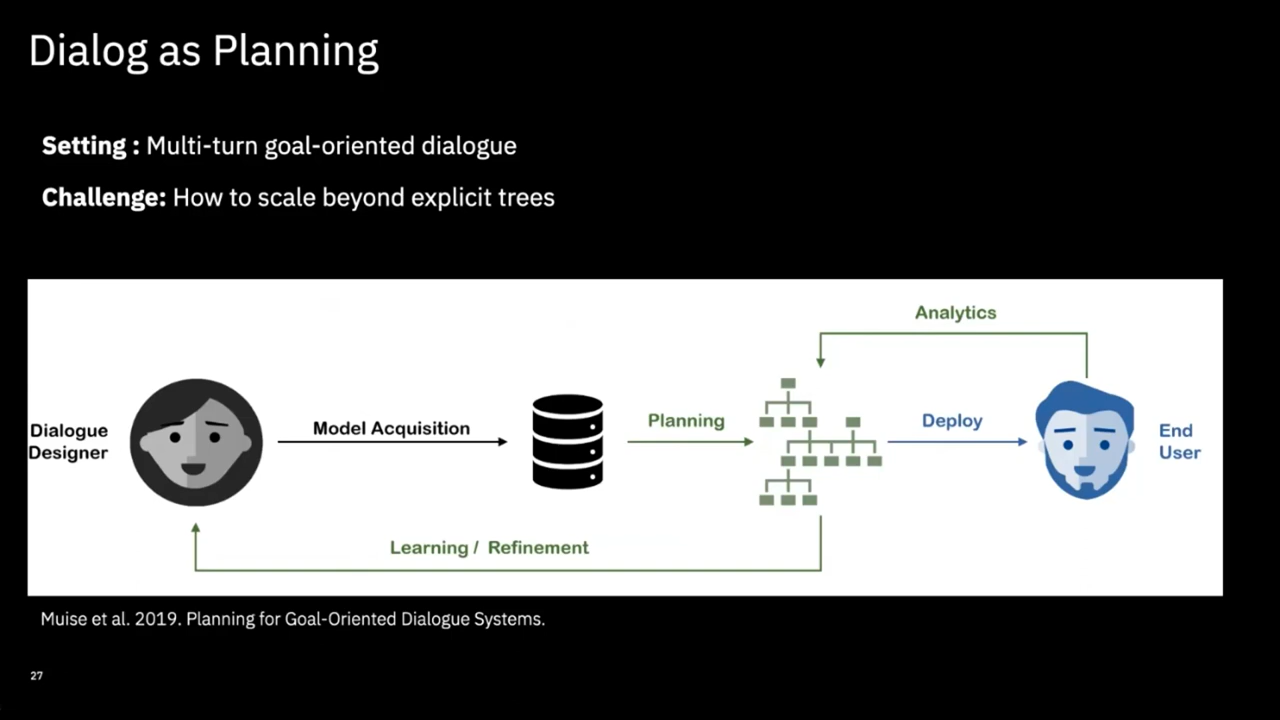 Dialog as Planning
Setting : Multi-turn goal-oriented dialogue
Challenge: How to scale beyond explicit trees
Analytics
Dialogue
Designer
Model Acquisition
Planning
Deploy
End
User
Learning / Refinement
Muise et al. 2019. Planning for Goal-Oriented Dialogue Systems.
27